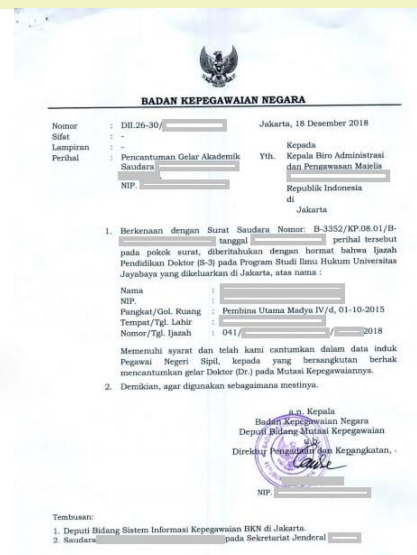 BADAN KEPEGAWAIAN NEGARA
Jakarta, 18 Desember 2018
Nomor : DII.26-30/
Sifat : -
Lampiran : -
Perihal : Pencantuman Gelar Akademik
Saudara
NIP.
Kepada
Yth. Kepala Biro Administrasi
dan Pengawasan Majelis
Republik Indonesia
di
Jakarta
1. Berkenaan dengan Surat Saudara Nomor: B-3352/KP.08.01/B-
tanggal perihal tersebut
pada pokok surat, diberitahukan dengan hormat bahwa Ijazah
Pendidikan Doktor (S-3) pada Program Studi Ilmu Hukum Universitas
Jayabaya yang dikeluarkan di Jakarta, atas nama :
Nama :
NIP. :
Pangkat/Gol. Ruang : Pembina Utama Madya IV/d, 01-10-2015
Tempat/Tgl. Lahir :
Nomor/Tgl. Ijazah : 041/ / 2018
Memenuhi syarat dan telah kami cantumkan dalam data induk
Pegawai Negeri Sipil, kepada yang bersangkutan berhak
mencantumkan gelar Doktor (Dr.) pada Mutasi Kepegawaiannya.
2. Demikian, agar digunakan sebagaimana mestinya.
a.n. Kepala
Badan Kepegawaian Negara
Deputi Bidang Mutasi Kepegawaian
u.b.
Direktur Pengadaan dan Kepangkatan,
NIP.
Tembusan:
1. Deputi Bidang Sistem Informasi Kepegawaian BKN di Jakarta.
2. Saudara pada Sekretariat Jenderal